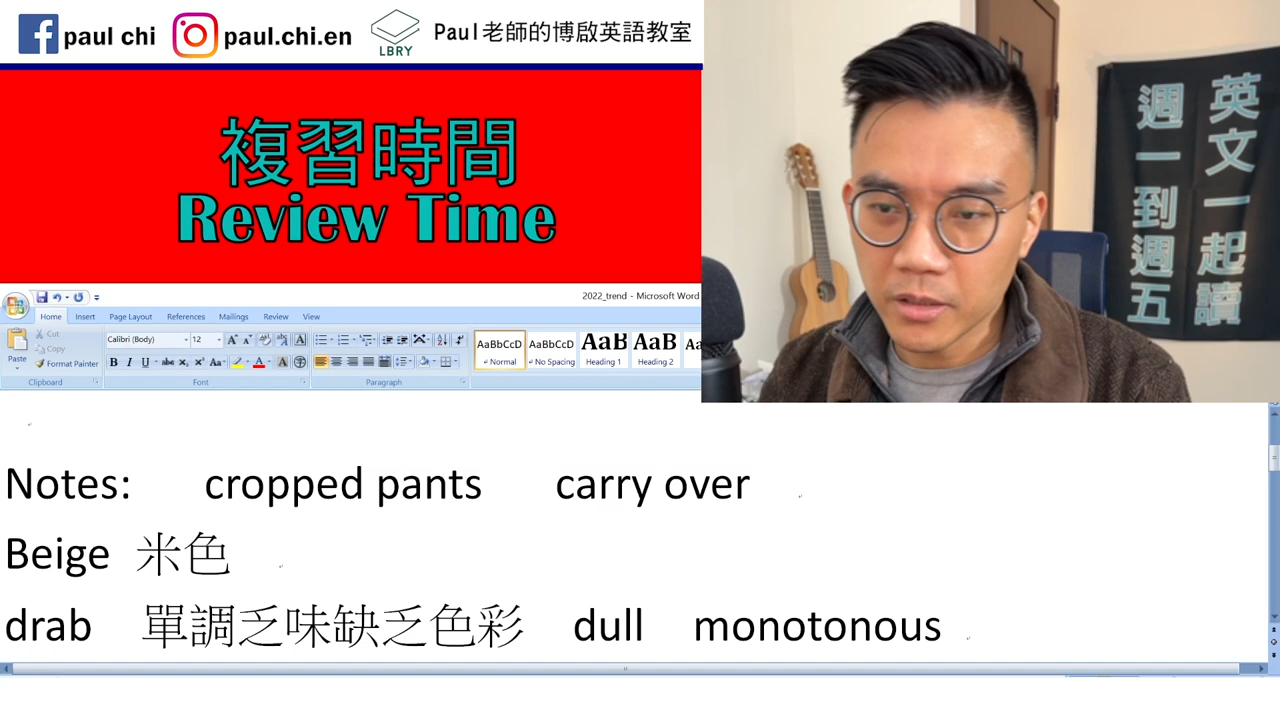 paul chi paul.chi.en LBRY Paul老師的博啟英語教室
複習時間
Review Time
英文一起讀
週一到週五
2022_trend - Microsoft Word
Home Insert Page Layout References Mailings Review View
Paste Cut Copy Format Painter
Calibri (Body) 12
AaBbCcD AaBbCcD AaBb AaBb
Normal No Spacing Heading 1 Heading 2
Clipboard Font Paragraph
Notes: cropped pants carry over
Beige 米色
drab 單調乏味缺乏色彩 dull monotonous